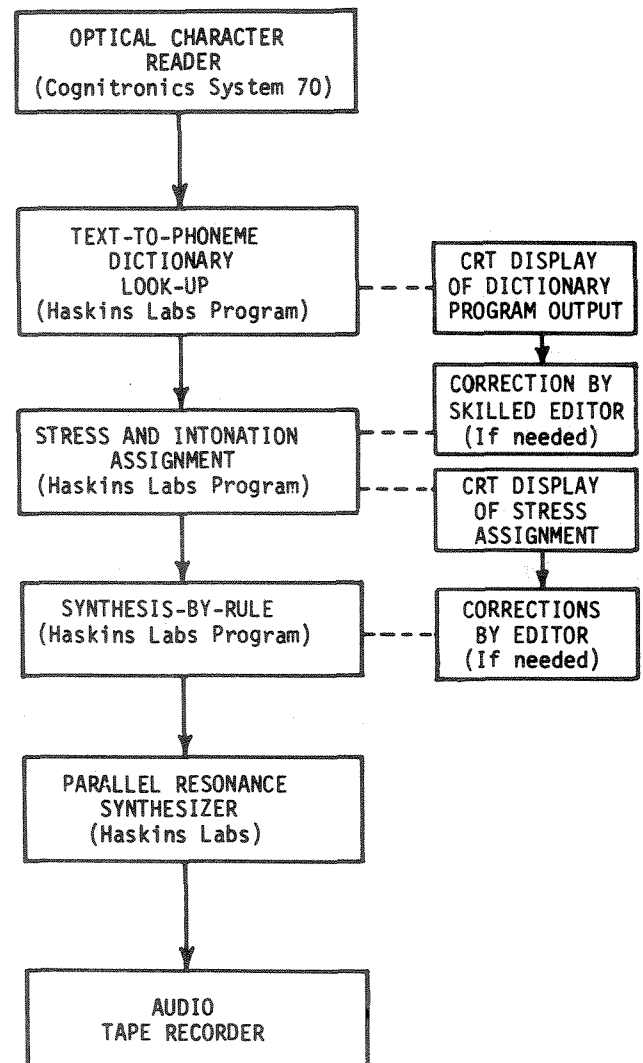 OPTICAL CHARACTER
READER
(Cognitronics System 70)
TEXT-TO-PHONEME
DICTIONARY
LOOK-UP
(Haskins Labs Program)
CRT DISPLAY
OF DICTIONARY
PROGRAM OUTPUT
CORRECTION BY
SKILLED EDITOR
(If needed)
STRESS AND INTONATION
ASSIGNMENT
(Haskins Labs Program)
CRT DISPLAY
OF STRESS
ASSIGNMENT
SYNTHESIS-BY-RULE
(Haskins Labs Program)
CORRECTIONS
BY EDITOR
(If needed)
PARALLEL RESONANCE
SYNTHESIZER
(Haskins Labs)
AUDIO
TAPE RECORDER